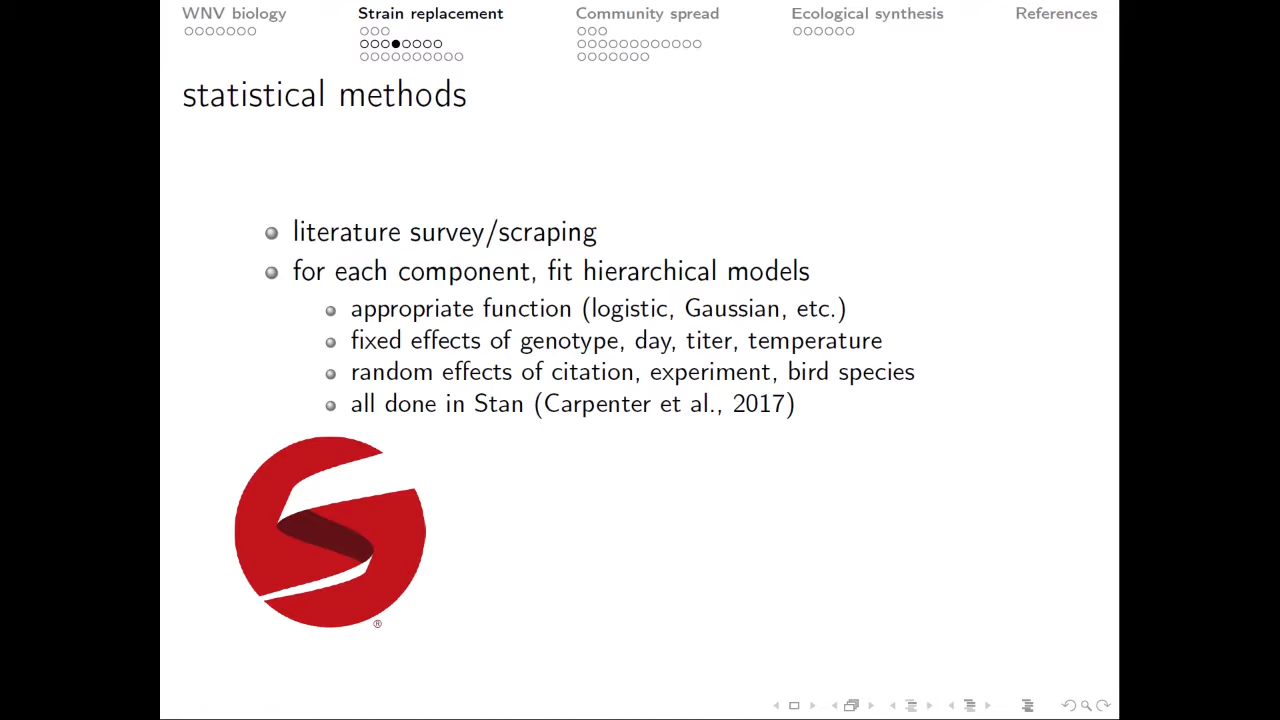 WNV biology
Strain replacement
Community spread
Ecological synthesis
References
statistical methods
literature survey/scraping
for each component, fit hierarchical models
appropriate function (logistic, Gaussian, etc.)
fixed effects of genotype, day, titer, temperature
random effects of citation, experiment, bird species
all done in Stan (Carpenter et al., 2017)
®